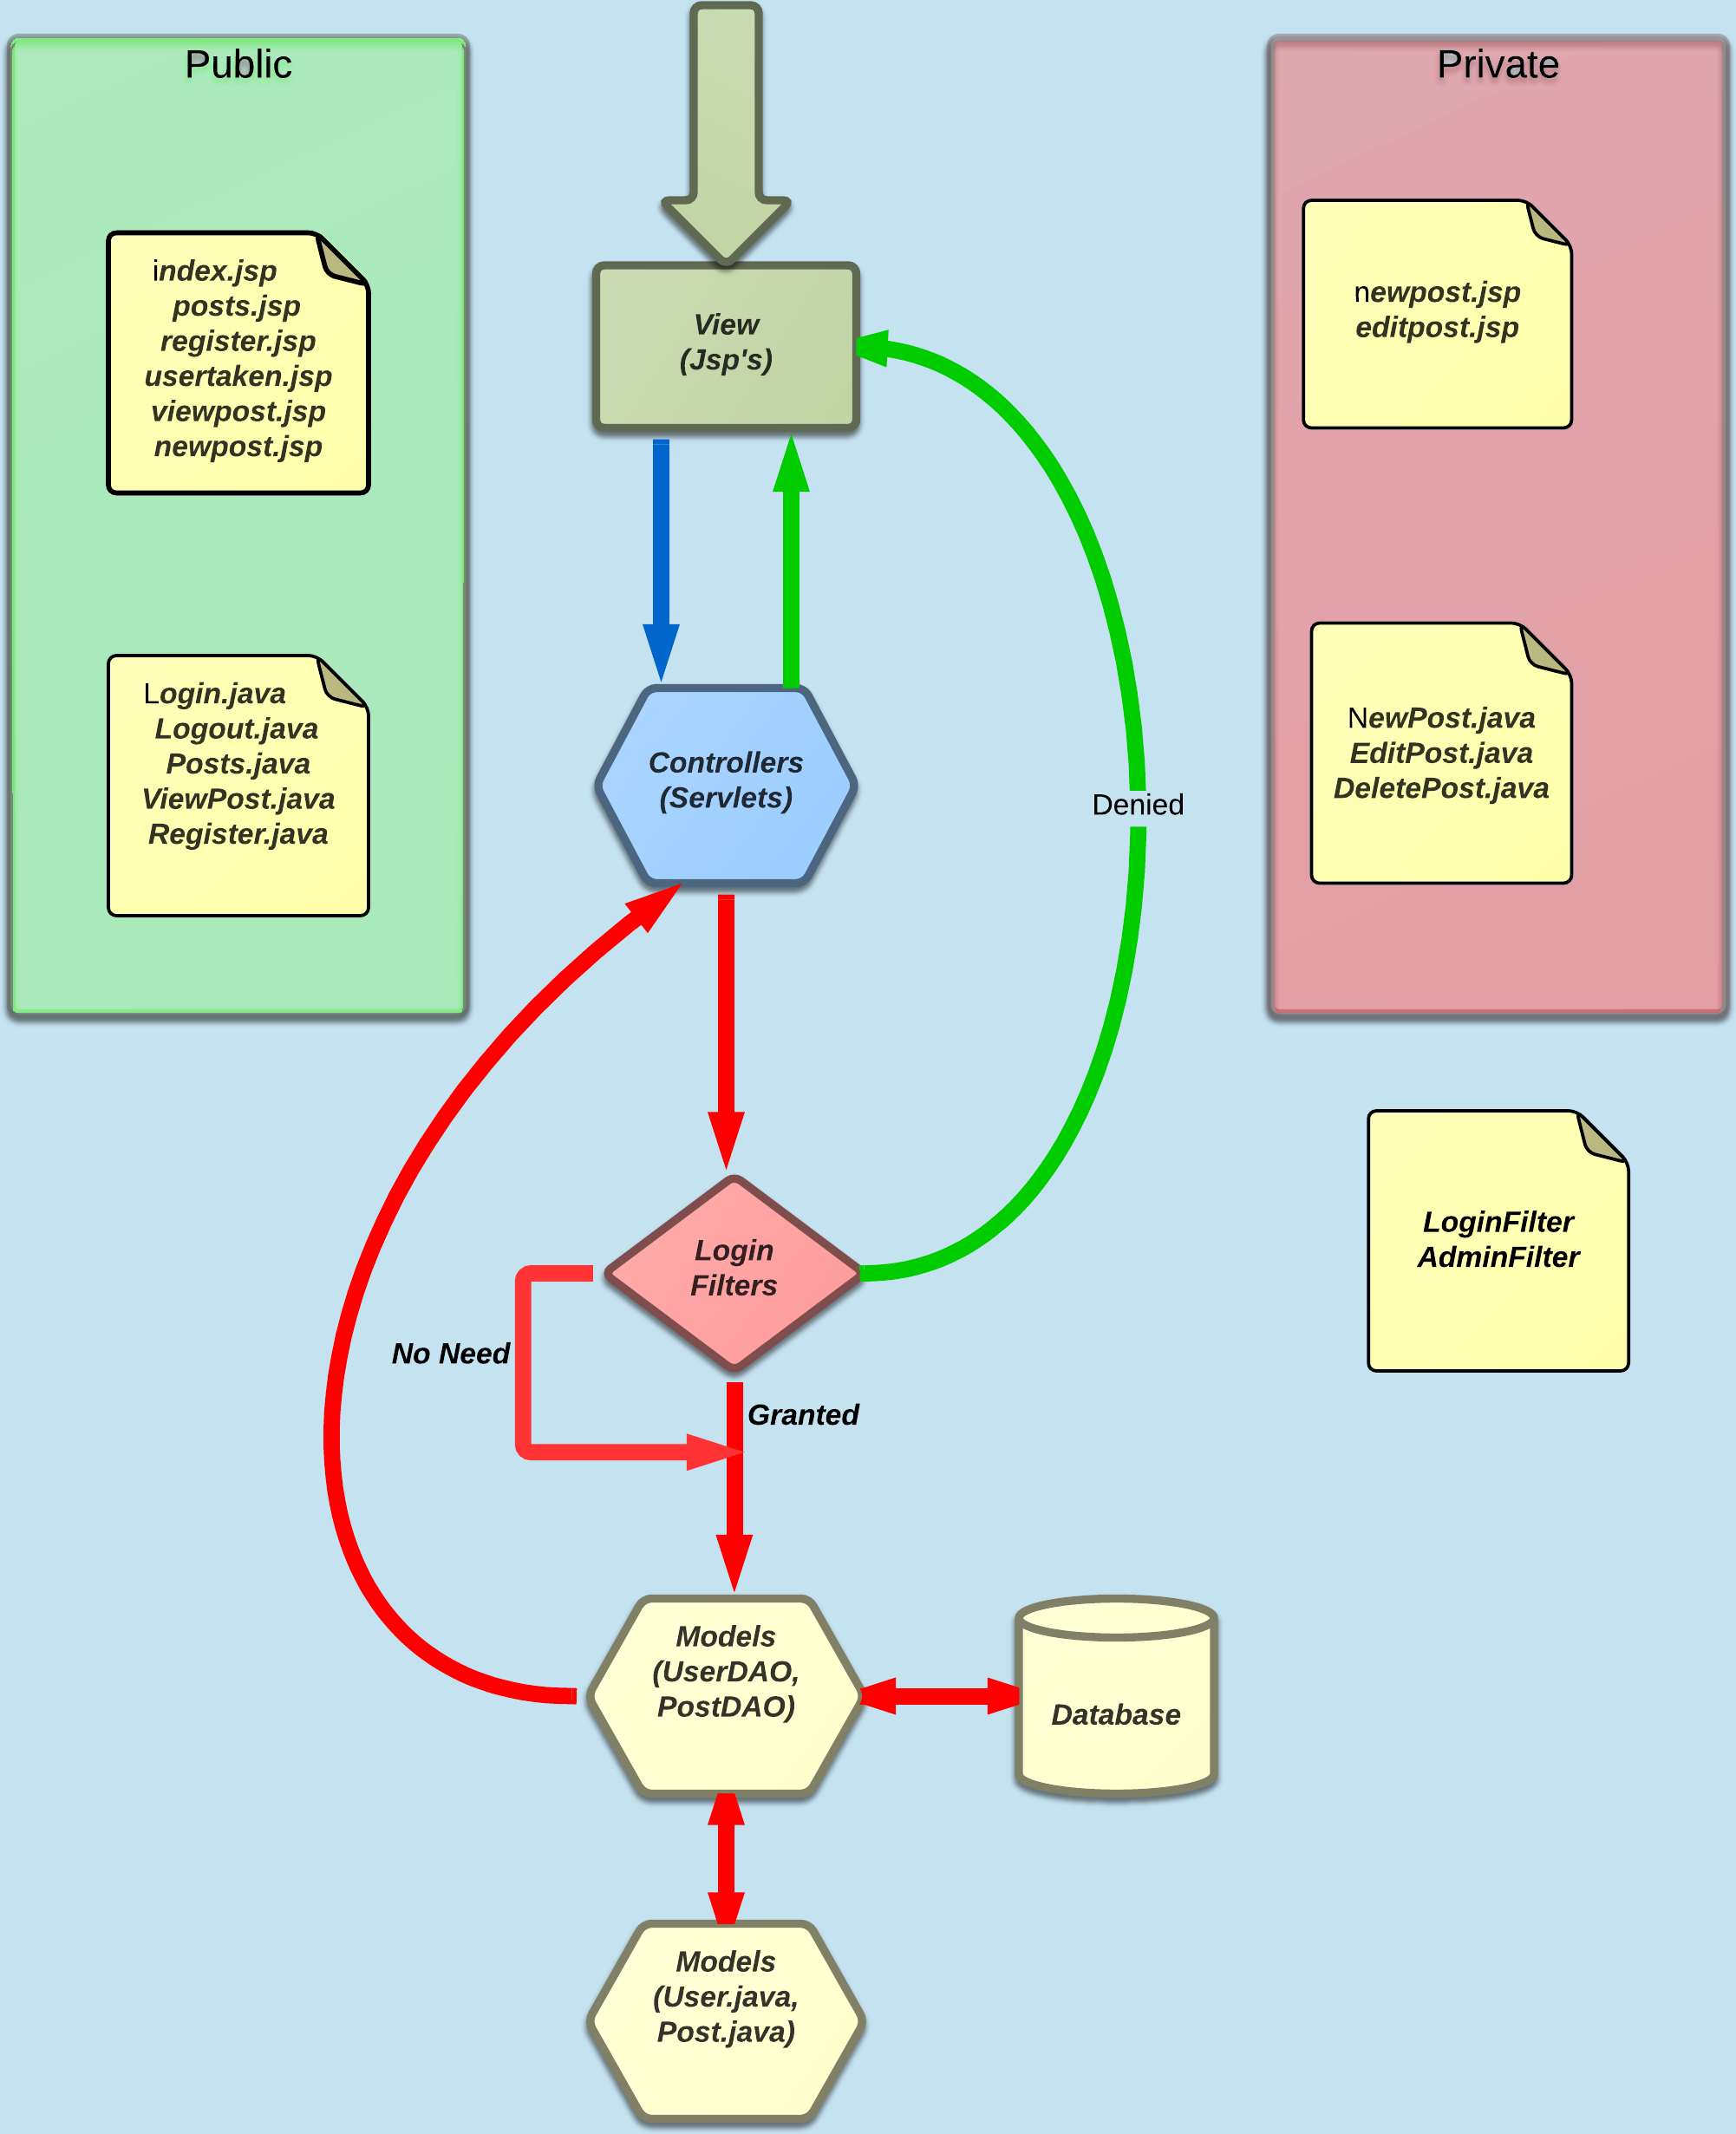 Public
index.jsp
posts.jsp
register.jsp
usertaken.jsp
viewpost.jsp
newpost.jsp
Login.java
Logout.java
Posts.java
ViewPost.java
Register.java
View
(Jsp's)
Controllers
(Servlets)
Denied
Login
Filters
No Need
Granted
Models
(UserDAO,
PostDAO)
Database
Models
(User.java,
Post.java)
Private
newpost.jsp
editpost.jsp
NewPost.java
EditPost.java
DeletePost.java
LoginFilter
AdminFilter